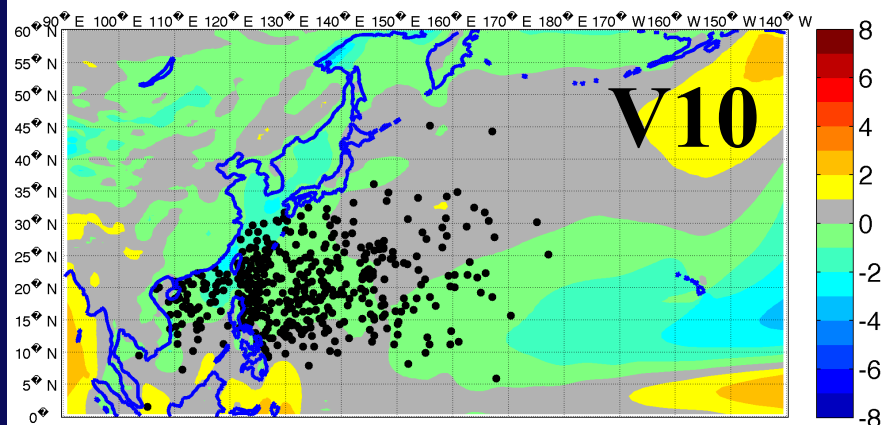 90� E 100� E 110� E 120� E 130� E 140� E 150� E 160� E 170� E 180� E 170� W 160� W 150� W 140� W
60� N
55� N
50� N
45� N
40� N
35� N
30� N
25� N
20� N
15� N
10� N
5� N
0�
V10
8
6
4
2
0
-2
-4
-6
-8